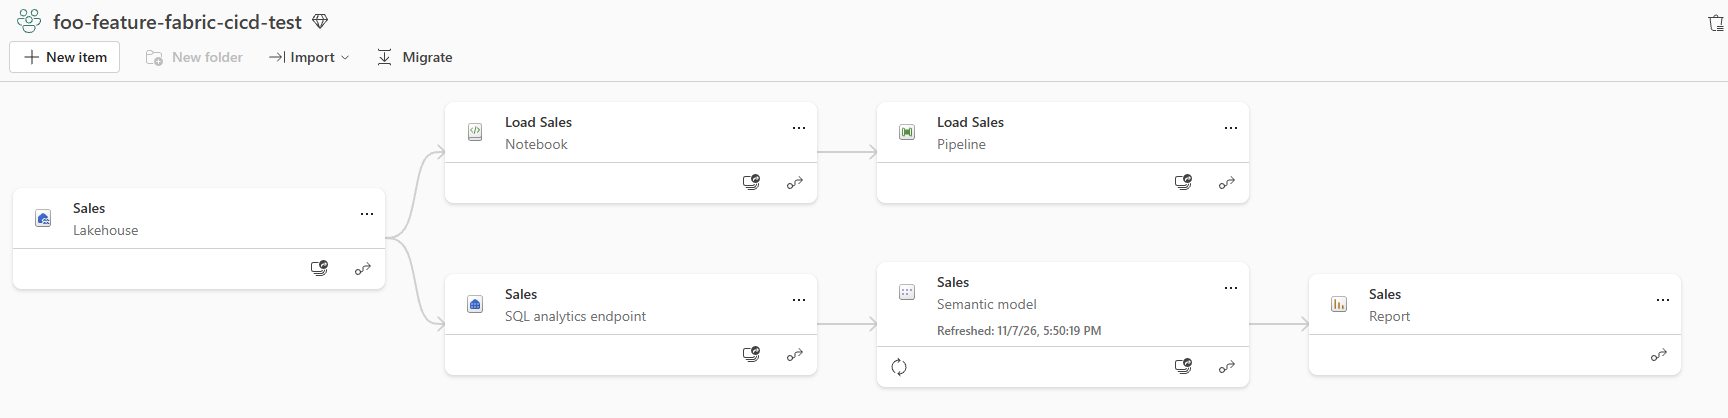 foo-feature-fabric-cicd-test
New item
New folder
Import
Migrate
Load Sales
Notebook
Load Sales
Pipeline
Sales
Lakehouse
Sales
SQL analytics endpoint
Sales
Semantic model
Refreshed: 11/7/26, 5:50:19 PM
Sales
Report